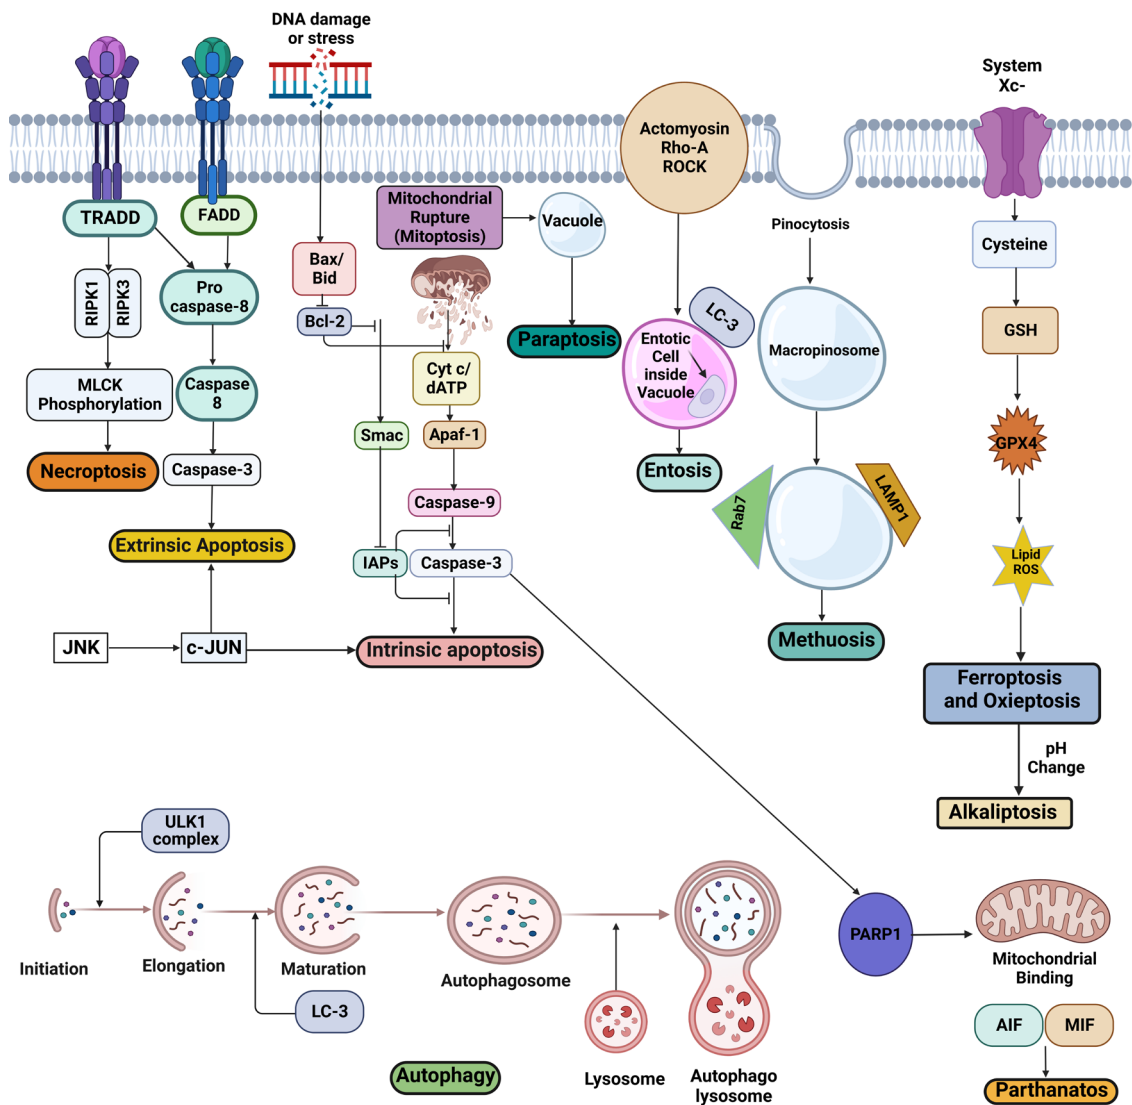 DNA damage
or stress
System
Xc-
Actomyosin
Rho-A
ROCK
TRADD
FADD
Mitochondrial
Rupture
(Mitoptosis)
Vacuole
Pinocytosis
Cysteine
Bax/
Bid
Pro
caspase-8
RIPK1
RIPK3
Bcl-2
LC-3
GSH
Paraptosis
Entotic
Cell
inside
Vacuole
Macropinosome
Cyt c/
dATP
MLCK
Phosphorylation
Caspase
8
Smac
Apaf-1
GPX4
Necroptosis
Caspase-3
Entosis
Caspase-9
Rab7
LAMP1
Extrinsic Apoptosis
IAPs
Caspase-3
Lipid
ROS
JNK
c-JUN
Intrinsic apoptosis
Methuosis
Ferroptosis
and Oxieptosis
pH
Change
Alkaliptosis
ULK1
complex
PARP1
Initiation
Elongation
Maturation
Autophagosome
Mitochondrial
Binding
LC-3
AIF
MIF
Autophagy
Lysosome
Autophago
lysosome
Parthanatos